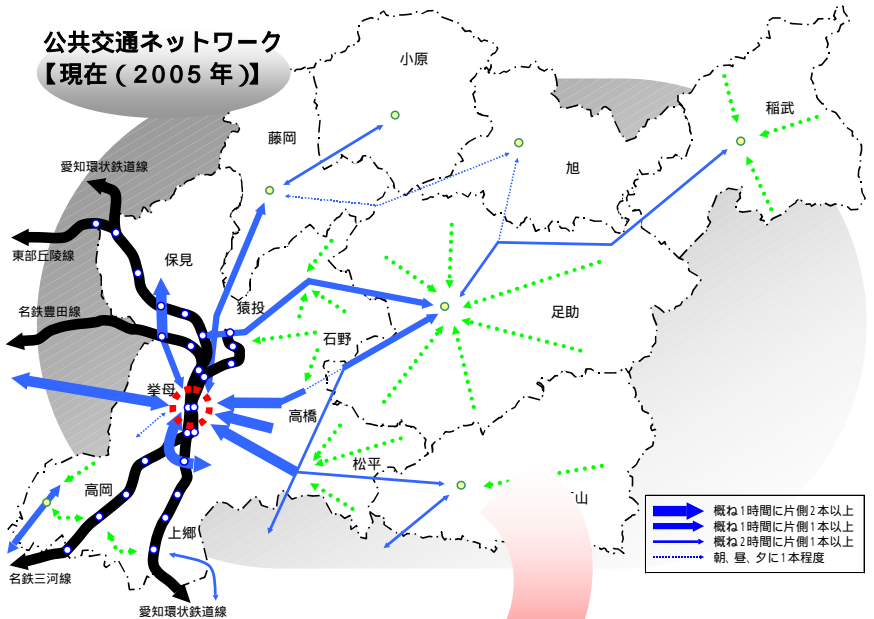 公共交通ネットワーク
【現在(2005年)】
小原
稲武
藤岡
愛知環状鉄道線
旭
東部丘陵線
保見
名鉄豊田線
猿投
足助
石野
挙母
高橋
松平
高岡
山
上郷
名鉄三河線
愛知環状鉄道線
概ね1時間に片側2本以上
概ね1時間に片側1本以上
概ね2時間に片側1本以上
朝、昼、夕に1本程度